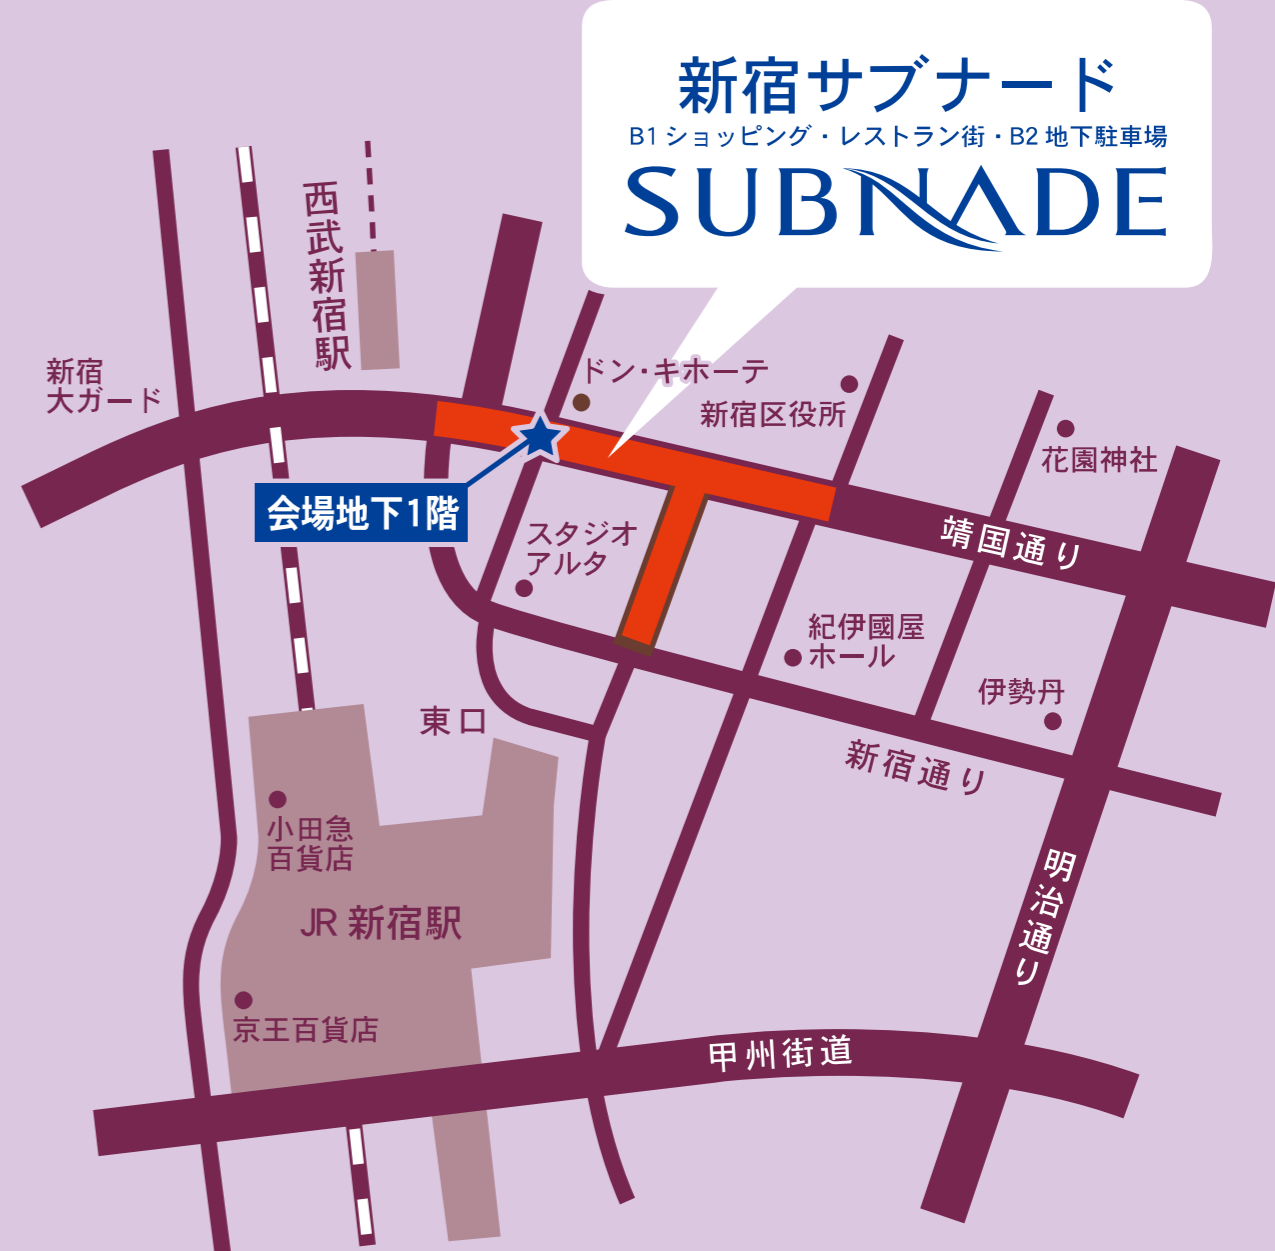 新宿サブナード
B1 ショッピング・レストラン街・B2 地下駐車場
SUBNADE
西武新宿駅
新宿
大ガード
ドン・キホーテ
新宿区役所
花園神社
会場地下1階
スタジオ
アルタ
靖国通り
紀伊國屋
ホール
伊勢丹
東口
新宿通り
小田急
百貨店
明治通り
JR 新宿駅
京王百貨店
甲州街道